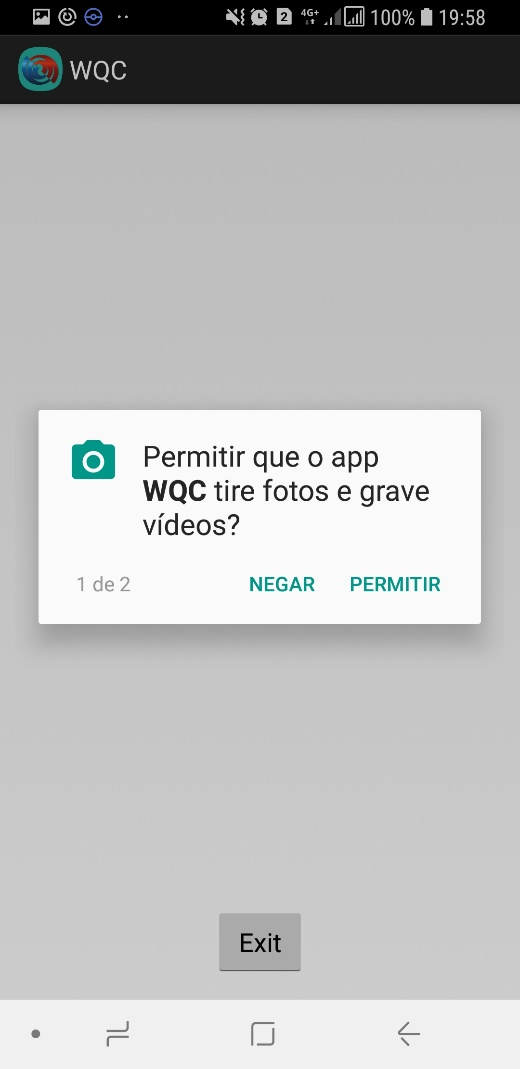 2 4G+ 100% 19:58
WQC
Permitir que o app
WQC tire fotos e grave
vídeos?
1 de 2 NEGAR PERMITIR
Exit